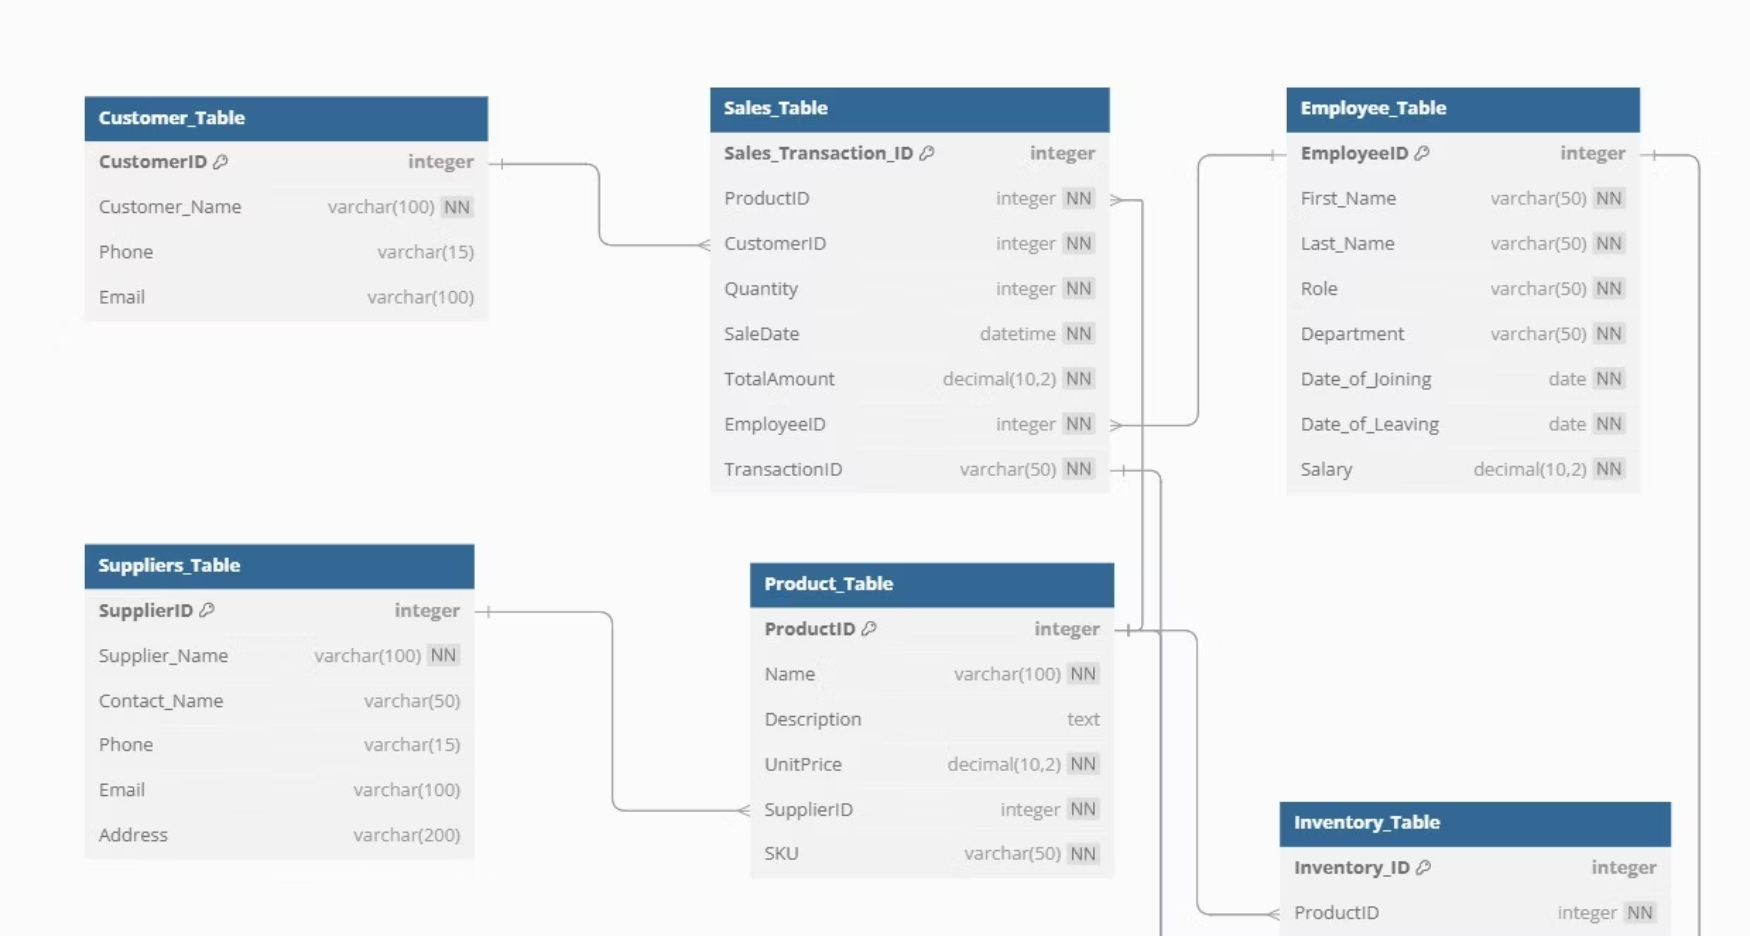 Customer_Table
CustomerID integer
Customer_Name varchar(100) NN
Phone varchar(15)
Email varchar(100)
Sales_Table
Sales_Transaction_ID integer
ProductID integer NN
CustomerID integer NN
Quantity integer NN
SaleDate datetime NN
TotalAmount decimal(10,2) NN
EmployeeID integer NN
TransactionID varchar(50) NN
Employee_Table
EmployeeID integer
First_Name varchar(50) NN
Last_Name varchar(50) NN
Role varchar(50) NN
Department varchar(50) NN
Date_of_Joining date NN
Date_of_Leaving date NN
Salary decimal(10,2) NN
Suppliers_Table
SupplierID integer
Supplier_Name varchar(100) NN
Contact_Name varchar(50)
Phone varchar(15)
Email varchar(100)
Address varchar(200)
Product_Table
ProductID integer
Name varchar(100) NN
Description text
UnitPrice decimal(10,2) NN
SupplierID integer NN
SKU varchar(50) NN
Inventory_Table
Inventory_ID integer
ProductID integer NN